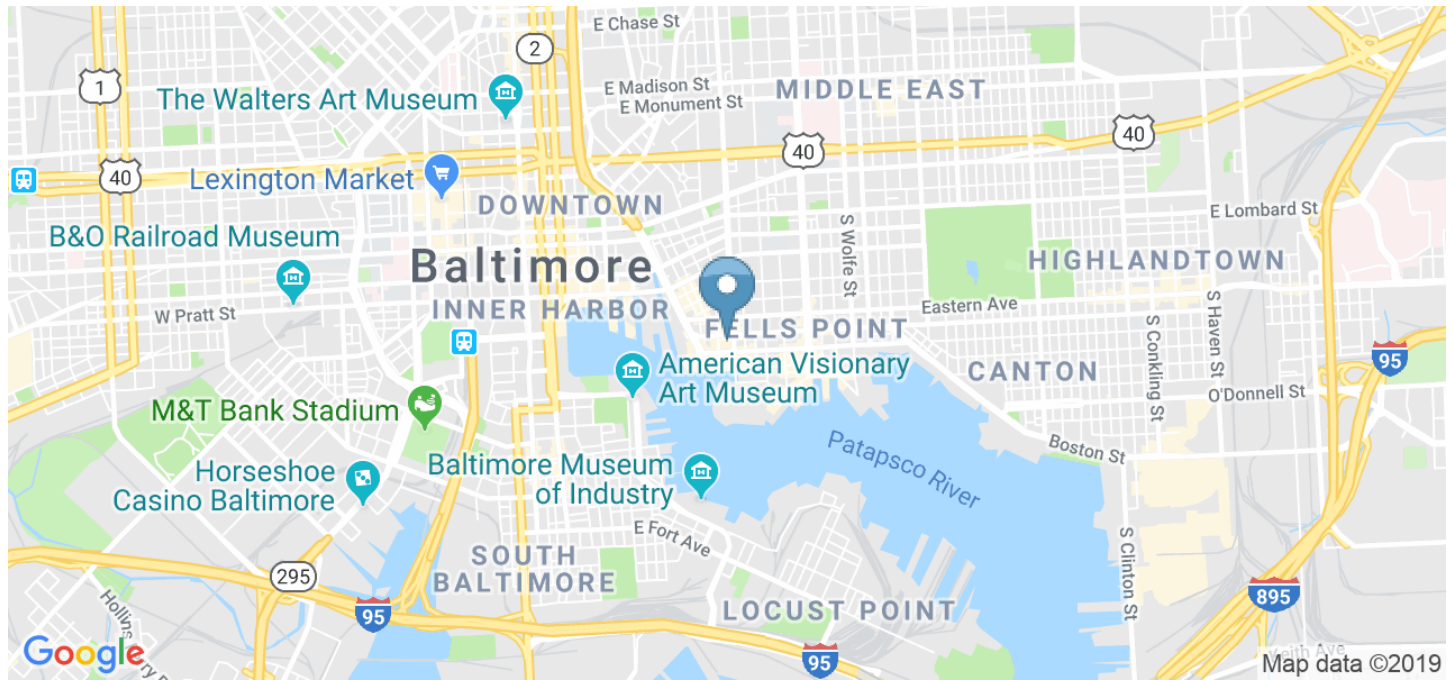 E Chase St
2
1
E Madison St
MIDDLE EAST
The Walters Art Museum
E Monument St
40
40
40
Lexington Market
DOWNTOWN
E Lombard St
B&O Railroad Museum
S Wolfe St
Baltimore
HIGHLANDTOWN
W Pratt St
INNER HARBOR
Eastern Ave
S Haven St
FELLS POINT
S Conkling St
American Visionary
Art Museum
CANTON
95
O'Donnell St
M&T Bank Stadium
Boston St
Patapsco River
Horseshoe
Casino Baltimore
Baltimore Museum
of Industry
E Fort Ave
S Clinton St
SOUTH
BALTIMORE
295
895
95
LOCUST POINT
95
Google
Map data ©2019